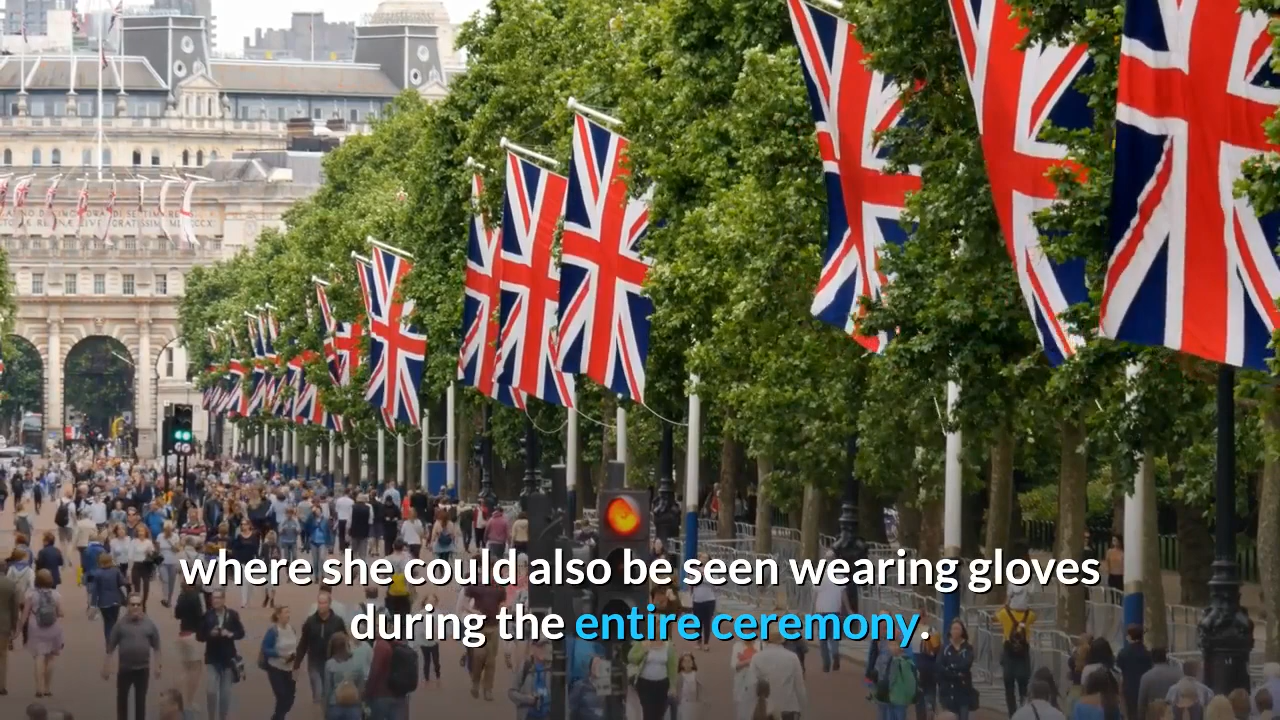 where she could also be seen wearing gloves
during the entire ceremony.